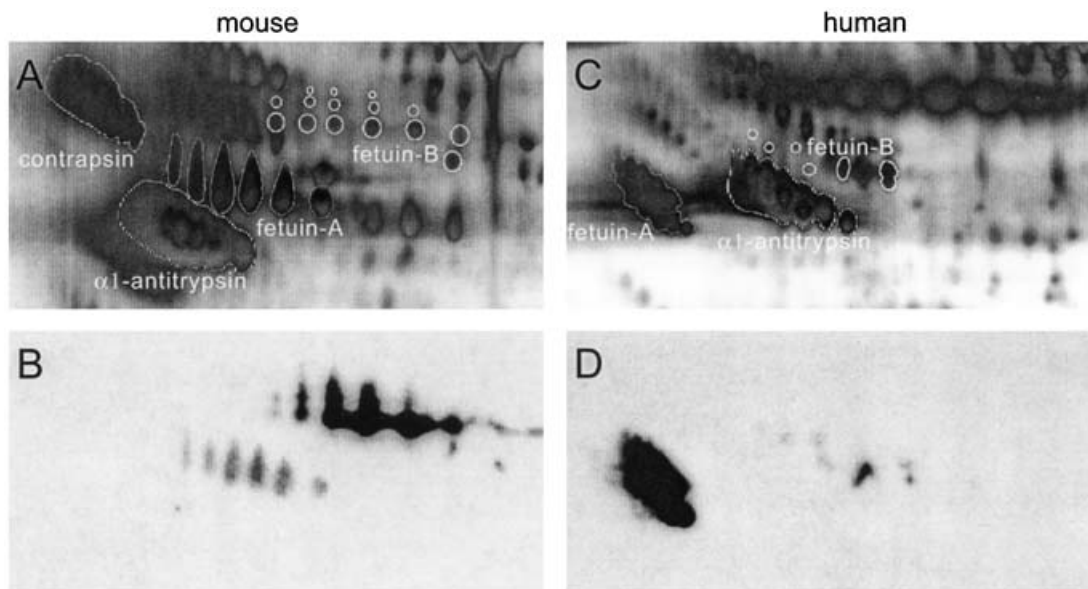 mouse
human
A
contrapsin
fetuin-B
fetuin-A
α1-antitrypsin
C
fetuin-B
fetuin-A
α1-antitrypsin
B
D